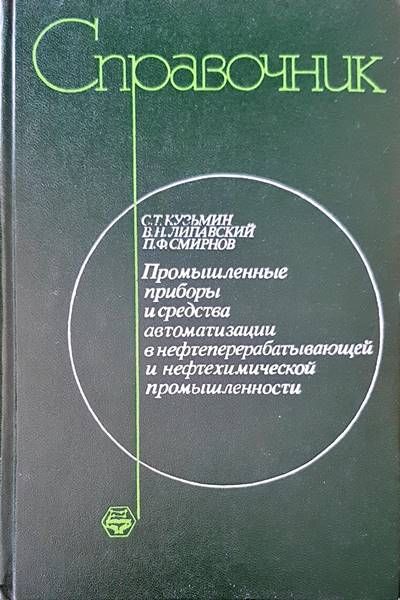 Справочник
С.Т.КУЗЬМИН
В.Н.ЛИПАВСКИЙ
П.Ф.СМИРНОВ
Промышленные
приборы
и средства
автоматизации
в нефтеперерабатывающей
и нефтехимической
промышленности